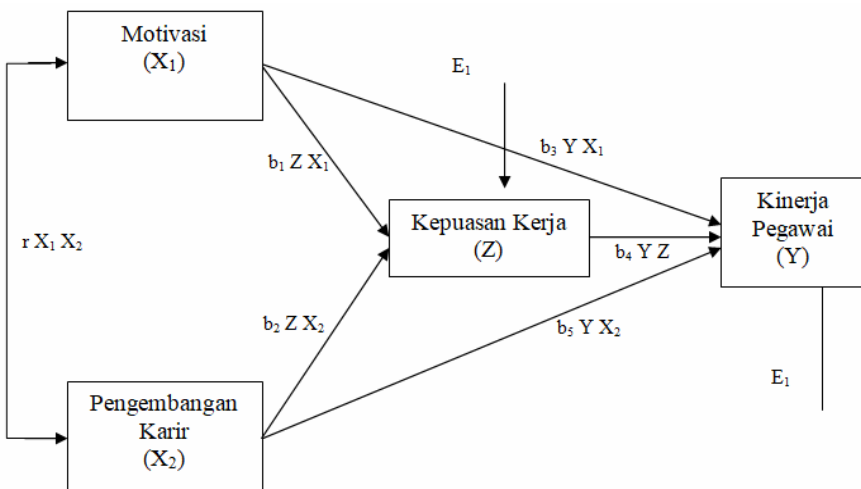 Motivasi
(X₁)
E₁
b₃ Y X₁
b₁ Z X₁
Kepuasan Kerja
(Z)
Kinerja
Pegawai
(Y)
r X₁ X₂
b₄ Y Z
b₂ Z X₂
b₅ Y X₂
E₁
Pengembangan
Karir
(X₂)